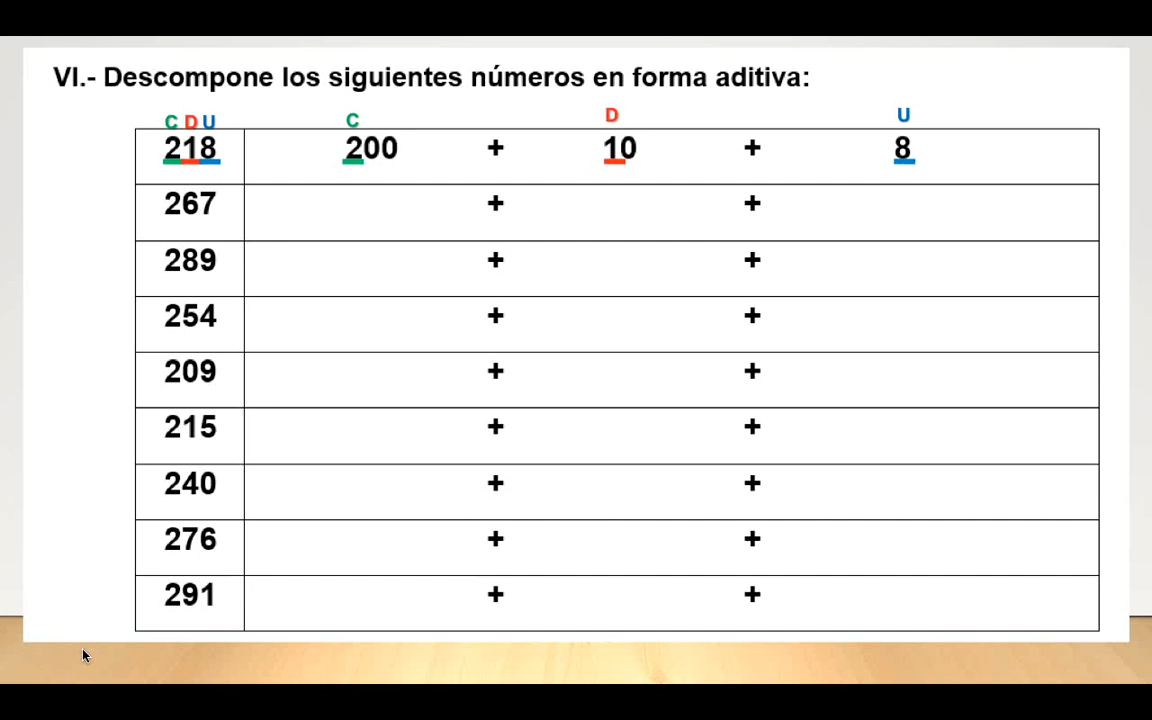 VI.- Descompone los siguientes números en forma aditiva:
C D U C D U
218 200 + 10 + 8
267 + +
289 + +
254 + +
209 + +
215 + +
240 + +
276 + +
291 + +